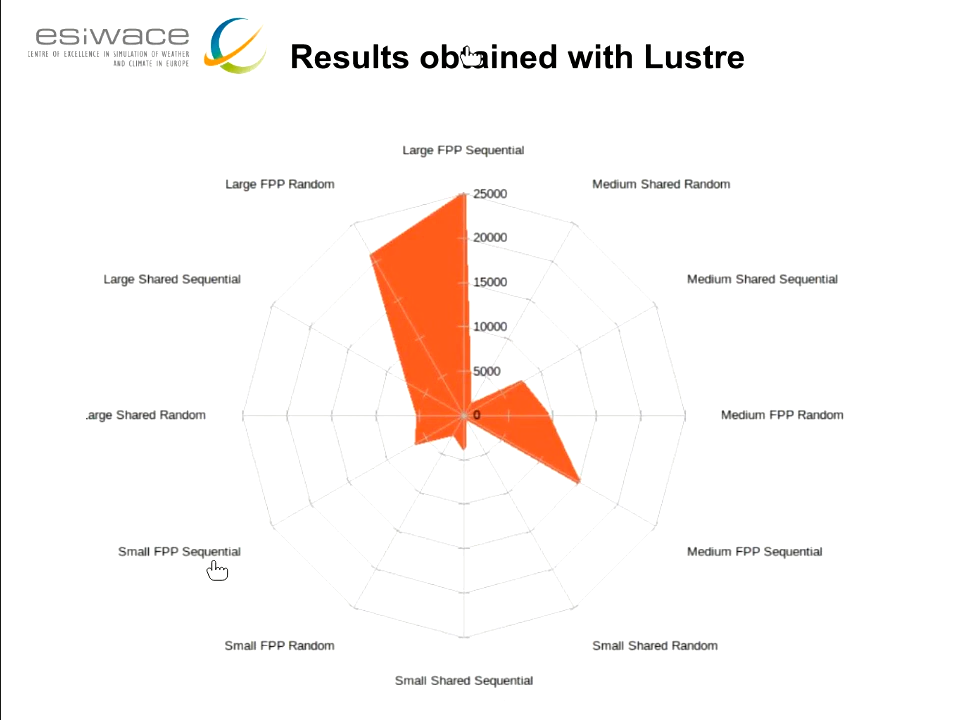 esiwace
CENTRE OF EXCELLENCE IN SIMULATION OF WEATHER
AND CLIMATE IN EUROPE
Results obtained with Lustre
Large FPP Sequential
Large FPP Random
Medium Shared Random
25000
20000
Large Shared Sequential
Medium Shared Sequential
15000
10000
5000
arge Shared Random
0
Medium FPP Random
Small FPP Sequential
Medium FPP Sequential
Small FPP Random
Small Shared Random
Small Shared Sequential